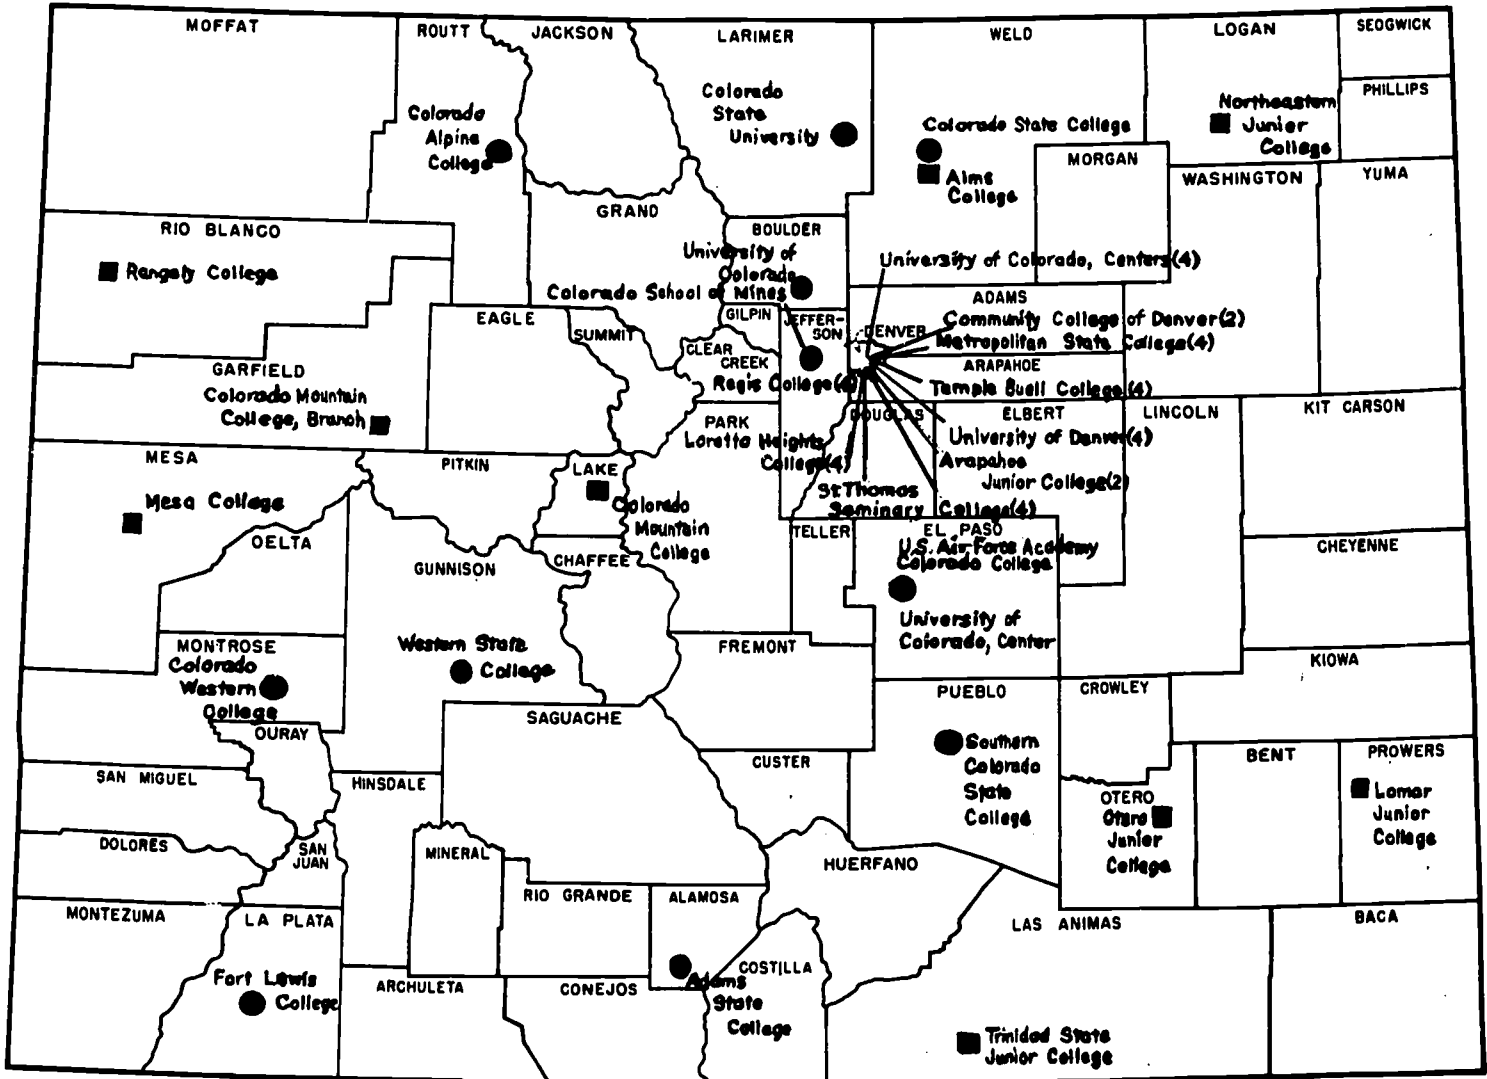 MOFFAT
ROUTT
JACKSON
LARIMER
WELD
LOGAN
SEDGWICK
PHILLIPS
Colorado
Alpine
College
Colorado
State
University
Colorado State College
Aims
College
MORGAN
Northeastern
Junior
College
WASHINGTON
YUMA
RIO BLANCO
Rangely College
GRAND
BOULDER
University of
Colorado
Colorado School of Mines
University of Colorado, Centers(4)
ADAMS
Community College of Denver(2)
Metropolitan State College(4)
EAGLE
SUMMIT
GILPIN
JEFFER-
SON
DENVER
CLEAR
CREEK
Regis College(4)
ARAPAHOE
Temple Buell College(4)
GARFIELD
Colorado Mountain
College, Branch
PARK
Loretto Heights
College(4)
DOUGLAS
ELBERT
LINCOLN
KIT CARSON
University of Denver(4)
Arapahoe
Junior College(2)
St. Thomas
Seminary College(4)
MESA
Mesa College
PITKIN
LAKE
Colorado
Mountain
College
DELTA
GUNNISON
CHAFFEE
TELLER
EL PASO
U.S. Air Force Academy
Colorado College
University of
Colorado, Center
CHEYENNE
MONTROSE
Colorado
Western
College
Western State
College
FREMONT
KIOWA
OURAY
SAGUACHE
PUEBLO
CROWLEY
SAN MIGUEL
HINSDALE
CUSTER
Southern
Colorado
State
College
OTERO
Otero
Junior
College
BENT
PROWERS
Lamar
Junior
College
DOLORES
SAN
JUAN
MINERAL
RIO GRANDE
ALAMOSA
HUERFANO
MONTEZUMA
LA PLATA
Fort Lewis
College
ARCHULETA
CONEJOS
Adams
State
College
COSTILLA
LAS ANIMAS
BACA
Trinidad State
Junior College